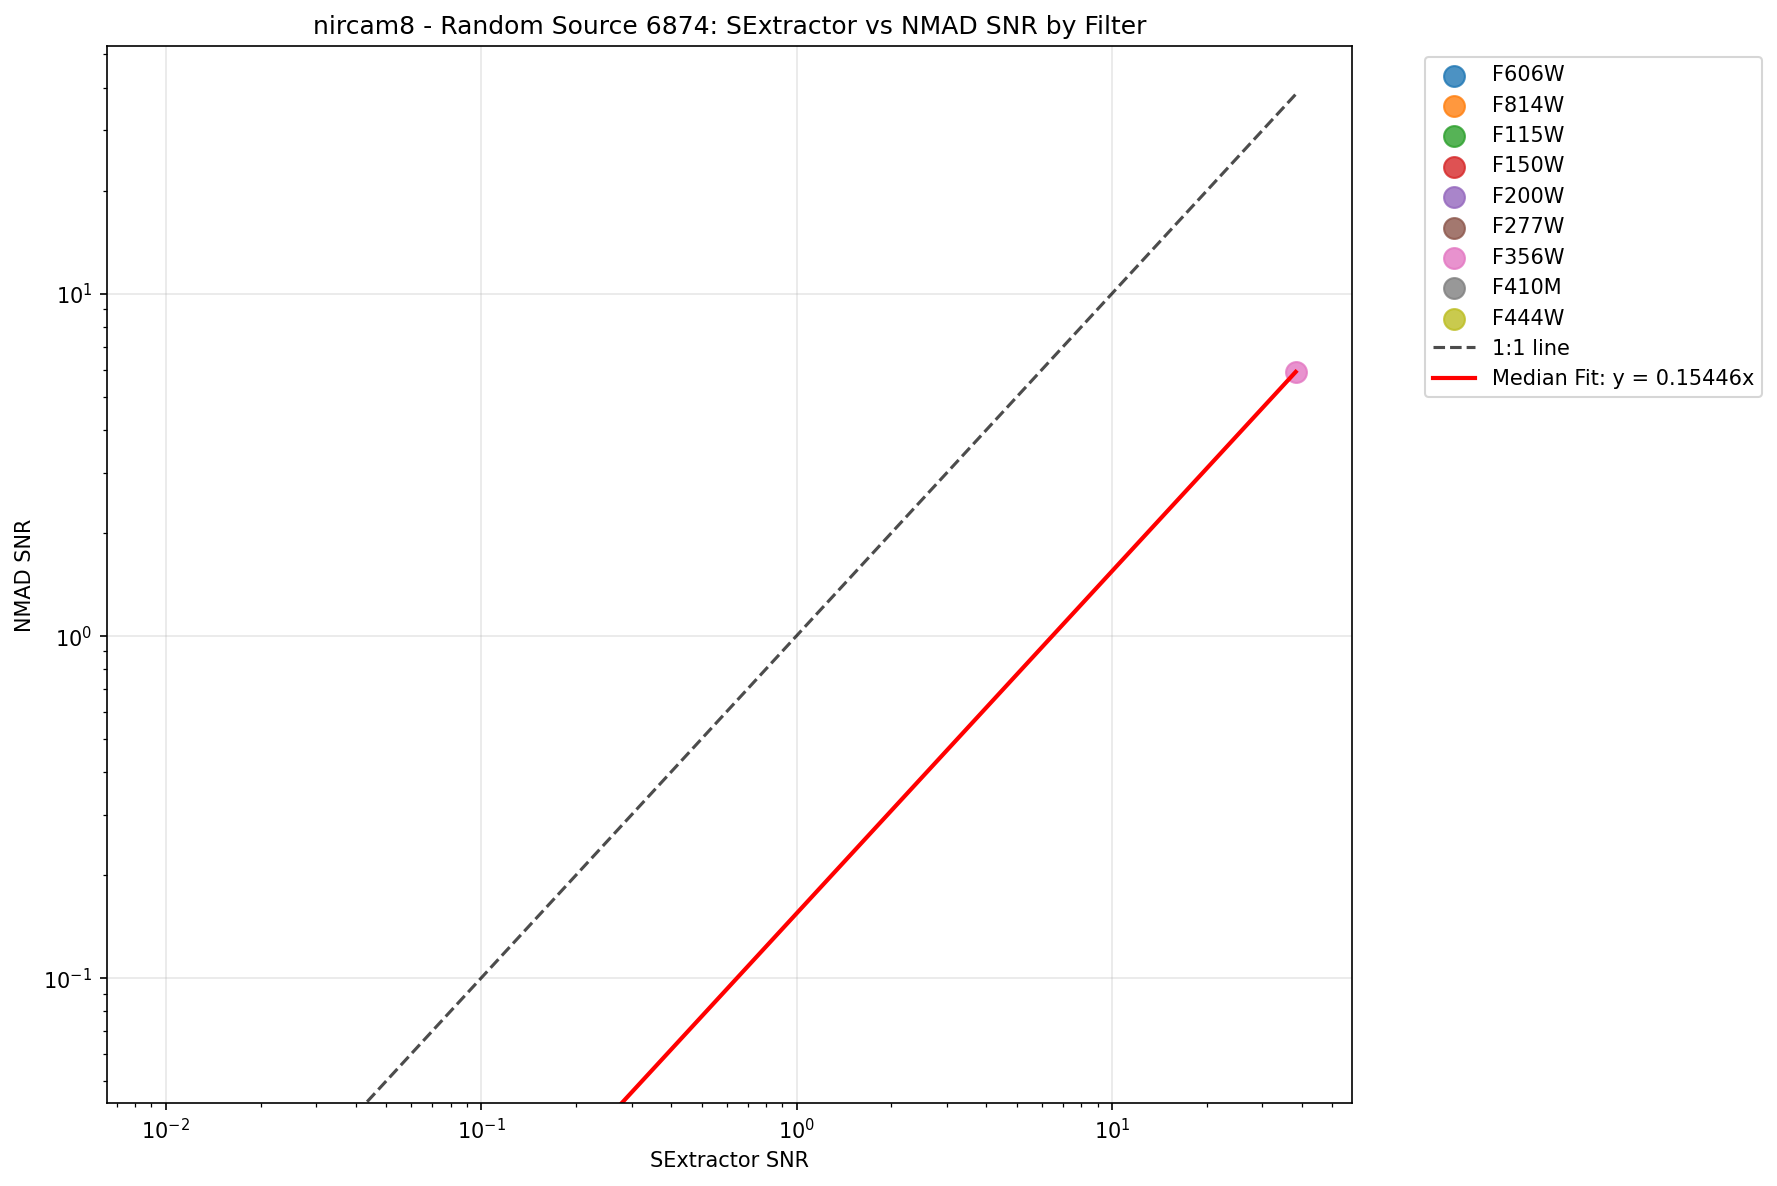 nircam8 - Random Source 6874: SExtractor vs NMAD SNR by Filter
NMAD SNR
10¹
10⁰
10⁻¹
10⁻²
10⁻¹
10⁰
10¹
SExtractor SNR
F606W
F814W
F115W
F150W
F200W
F277W
F356W
F410M
F444W
1:1 line
Median Fit: y = 0.15446x